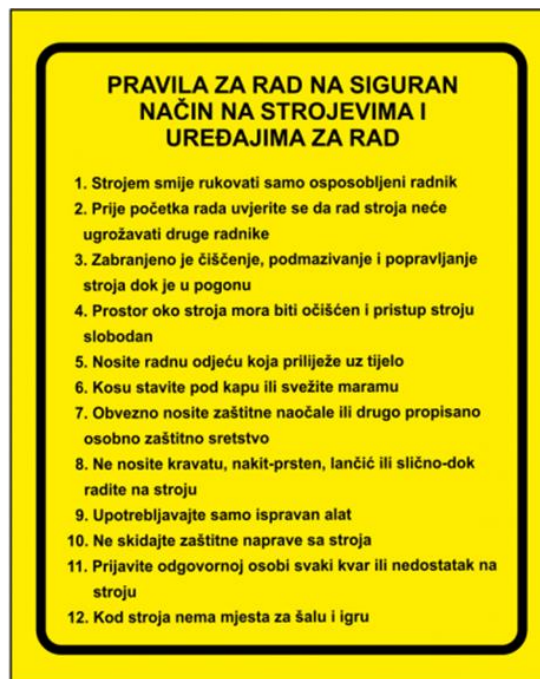 PRAVILA ZA RAD NA SIGURAN
NAČIN NA STROJEVIMA I
UREĐAJIMA ZA RAD
1. Strojem smije rukovati samo osposobljeni radnik
2. Prije početka rada uvjerite se da rad stroja neće
ugrožavati druge radnike
3. Zabranjeno je čiščenje, podmazivanje i popravljanje
stroja dok je u pogonu
4. Prostor oko stroja mora biti očišćen i pristup stroju
slobodan
5. Nosite radnu odjeću koja priliježe uz tijelo
6. Kosu stavite pod kapu ili svežite maramu
7. Obvezno nosite zaštitne naočale ili drugo propisano
osobno zaštitno sretstvo
8. Ne nosite kravatu, nakit-prsten, lančić ili slično-dok
radite na stroju
9. Upotrebljavajte samo ispravan alat
10. Ne skidajte zaštitne naprave sa stroja
11. Prijavite odgovornoj osobi svaki kvar ili nedostatak na
stroju
12. Kod stroja nema mjesta za šalu i igru